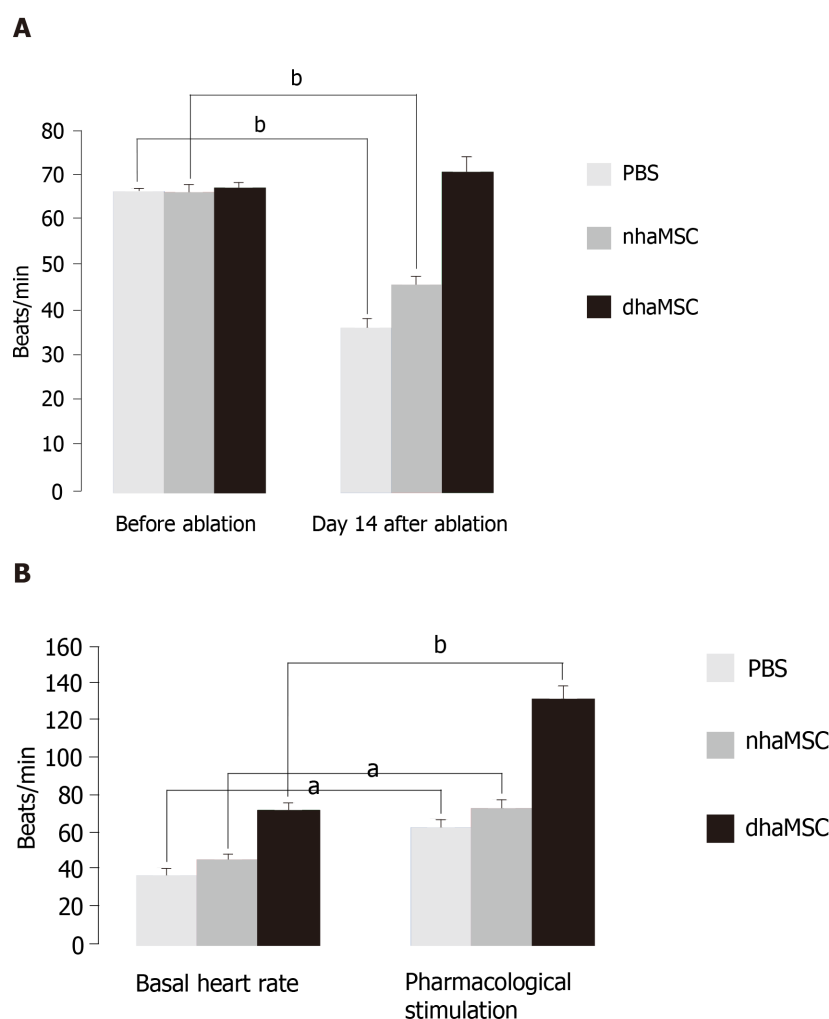 A
b
b
80
70
60
50
40
30
20
10
0
Beats/min
Before ablation
Day 14 after ablation
PBS
nhaMSC
dhaMSC
B
b
a
a
160
140
120
100
80
60
40
20
0
Beats/min
Basal heart rate
Pharmacological
stimulation
PBS
nhaMSC
dhaMSC